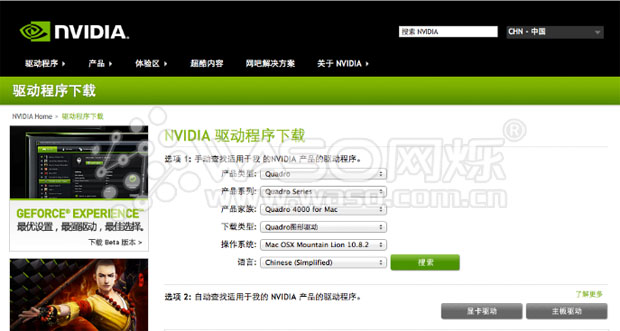 NVIDIA.
搜索 NVIDIA
CHN - 中国
驱动程序 产品 体验区 超酷内容 网吧解决方案 关于 NVIDIA
驱动程序下载
NVIDIA Home > 驱动程序下载
NVIDIA 驱动程序下载
选项 1: 手动查找适用于我的NVIDIA 产品的驱动程序。
产品类型: Quadro
产品系列: Quadro Series
产品家族: Quadro 4000 for Mac
下载类型: Quadro图形驱动
操作系统: Mac OSX Mountain Lion 10.8.2
语言: Chinese (Simplified)
搜索
GEFORCE® EXPERIENCE™
最优设置，最强驱动，最佳选择。
下载 Beta 版本 >
了解更多
选项 2: 自动查找适用于我的 NVIDIA 产品的驱动程序。
显卡驱动 主板驱动
WASO网烁®
www.waso.com.cn